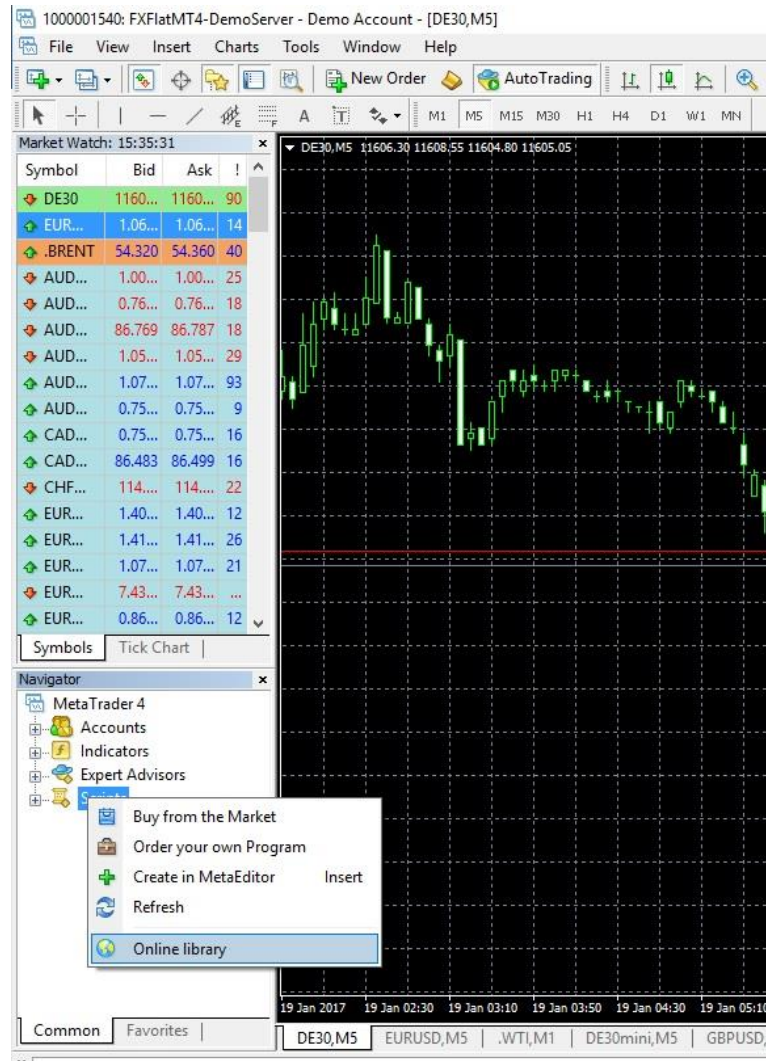 1000001540: FXFlatMT4-DemoServer - Demo Account - [DE30,M5]
File View Insert Charts Tools Window Help
New Order AutoTrading
A T M1 M5 M15 M30 H1 H4 D1 W1 MN
Market Watch: 15:35:31
Symbol Bid Ask !
DE30 1160... 1160... 90
EUR... 1.06... 1.06... 14
.BRENT 54.320 54.360 40
AUD... 1.00... 1.00... 25
AUD... 0.76... 0.76... 18
AUD... 86.769 86.787 18
AUD... 1.05... 1.05... 29
AUD... 1.07... 1.07... 93
AUD... 0.75... 0.75... 9
CAD... 0.75... 0.75... 16
CAD... 86.483 86.499 16
CHF... 114.... 114.... 22
EUR... 1.40... 1.40... 12
EUR... 1.41... 1.41... 26
EUR... 1.07... 1.07... 21
EUR... 7.43... 7.43... ...
EUR... 0.86... 0.86... 12
Symbols Tick Chart
Navigator
MetaTrader 4
Accounts
Indicators
Expert Advisors
Scripts
Buy from the Market
Order your own Program
Create in MetaEditor Insert
Refresh
Online library
Common Favorites
DE30,M5 11606.30 11608.55 11604.80 11605.05
19 Jan 2017 19 Jan 02:30 19 Jan 03:10 19 Jan 03:50 19 Jan 04:30 19 Jan 05:10
DE30,M5 EURUSD,M5 .WTI,M1 DE30mini,M5 GBPUSD,